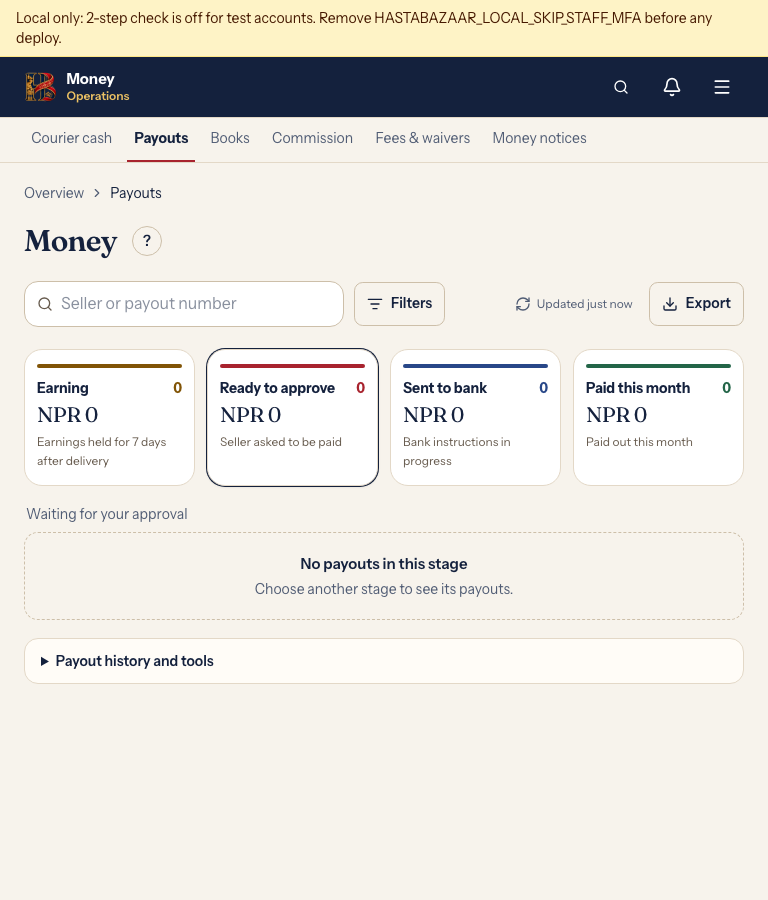 Local only: 2-step check is off for test accounts. Remove HASTABAZAAR_LOCAL_SKIP_STAFF_MFA before any
deploy.
Money
Operations
Courier cash Payouts Books Commission Fees & waivers Money notices
Overview > Payouts
Money ?
Seller or payout number Filters Updated just now Export
Earning 0 Ready to approve 0 Sent to bank 0 Paid this month 0
NPR 0 NPR 0 NPR 0 NPR 0
Earnings held for 7 days Seller asked to be paid Bank instructions in Paid out this month
after delivery progress
Waiting for your approval
No payouts in this stage
Choose another stage to see its payouts.
Payout history and tools